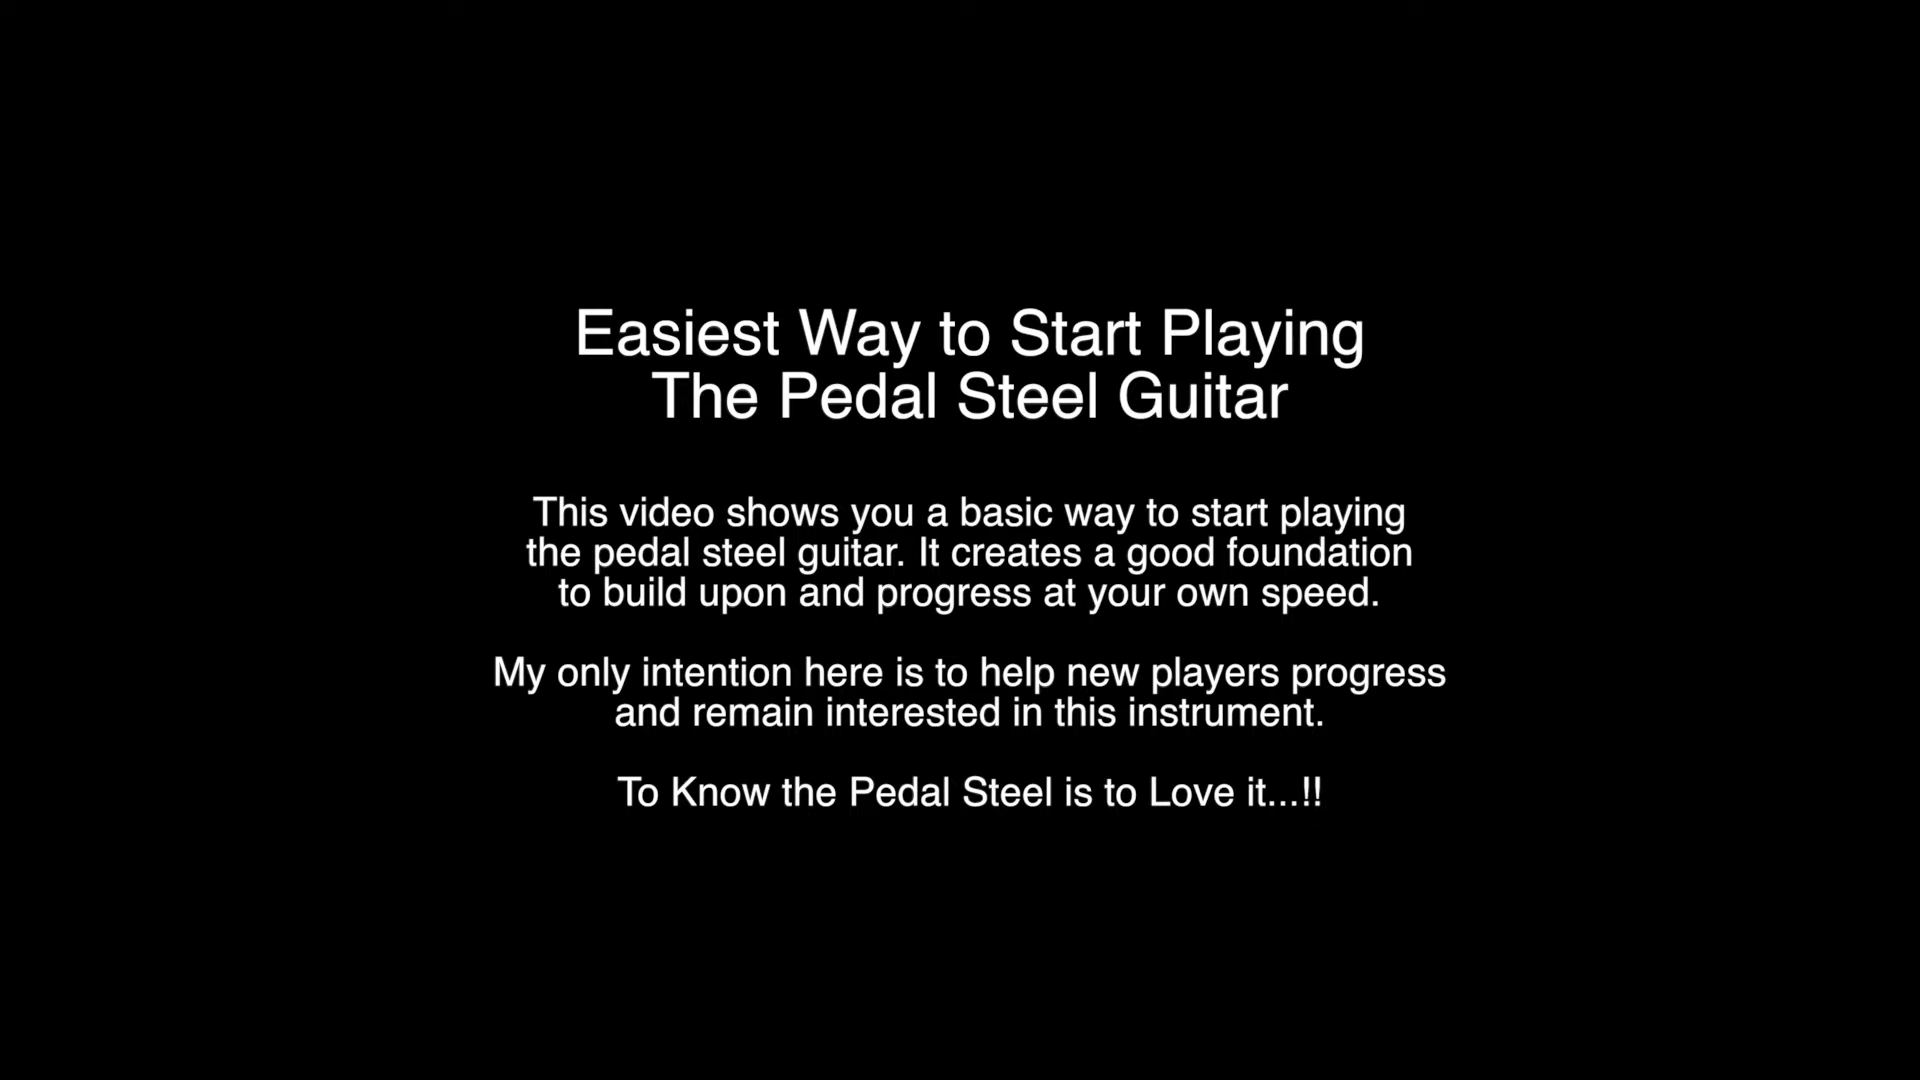 Easiest Way to Start Playing
The Pedal Steel Guitar
This video shows you a basic way to start playing
the pedal steel guitar. It creates a good foundation
to build upon and progress at your own speed.
My only intention here is to help new players progress
and remain interested in this instrument.
To Know the Pedal Steel is to Love it...!!